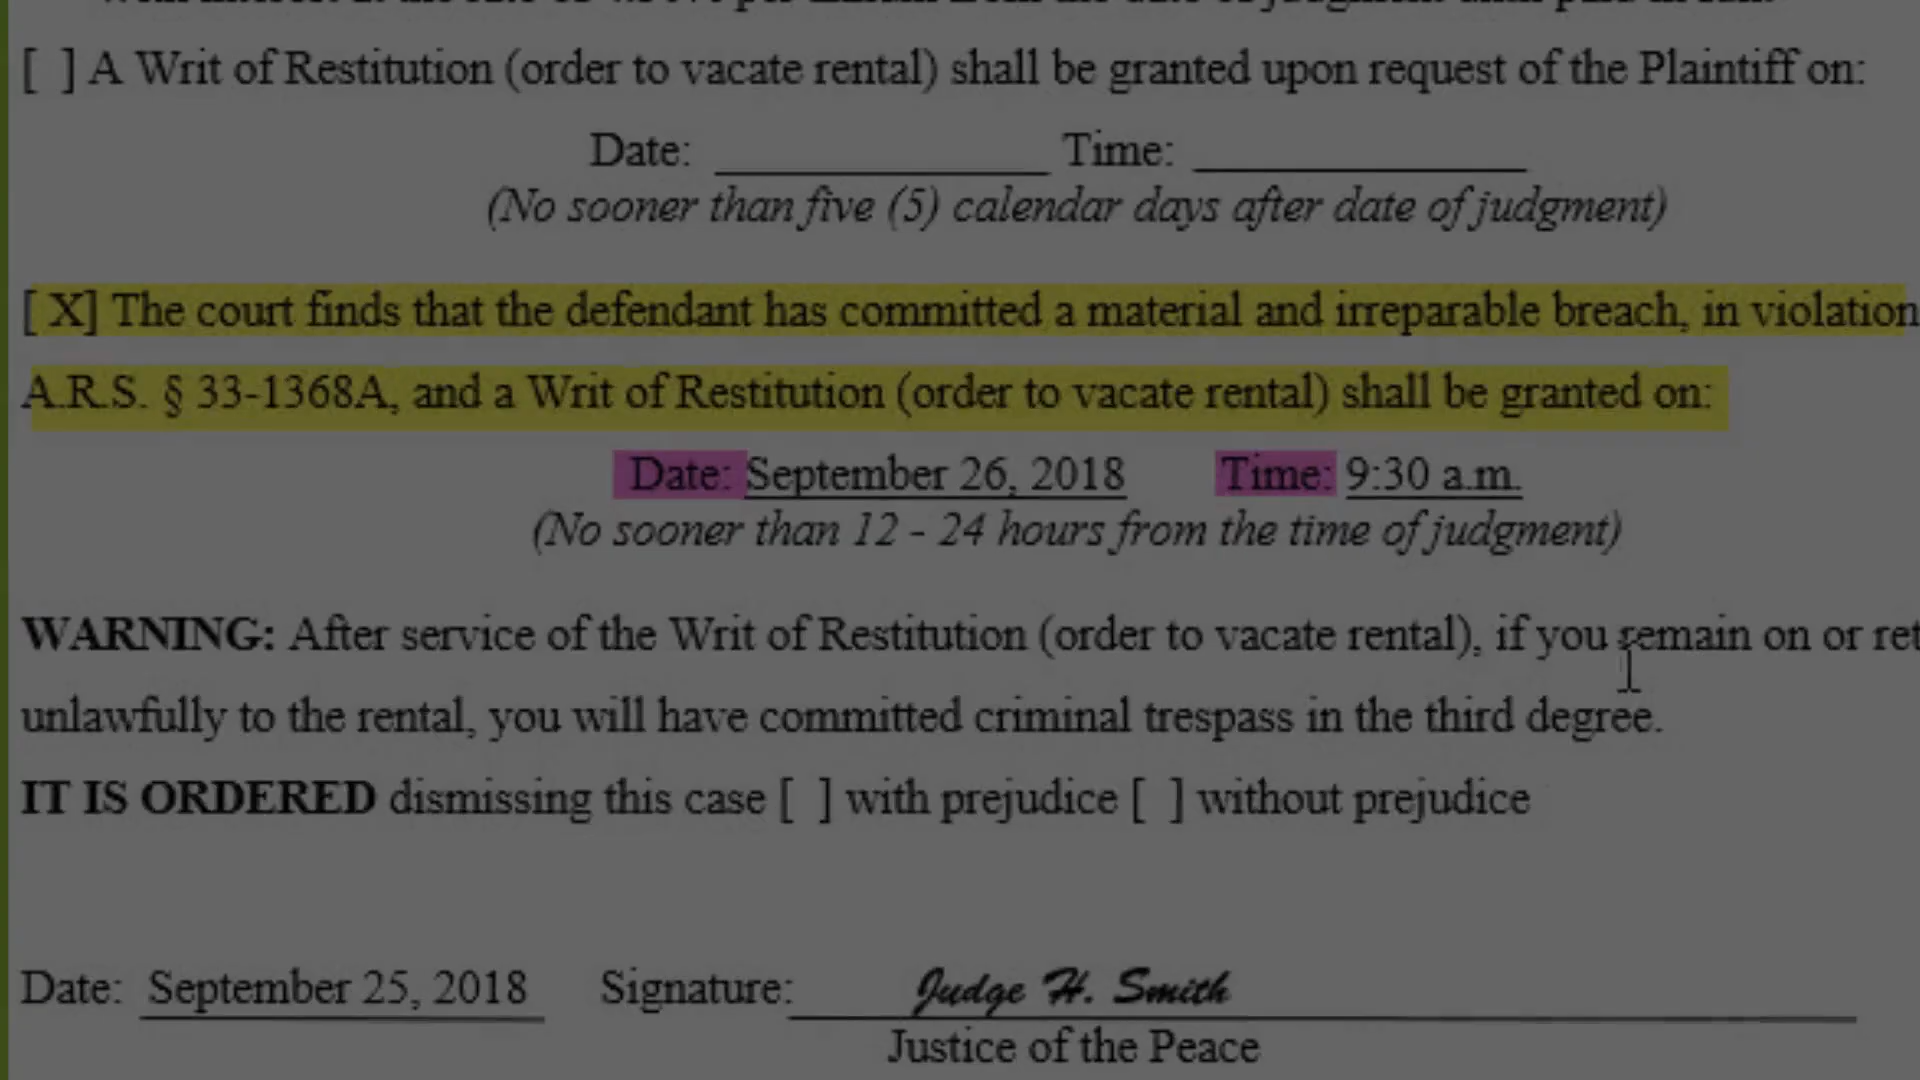 [ ] A Writ of Restitution (order to vacate rental) shall be granted upon request of the Plaintiff on:
Date: ______________ Time: ______________
(No sooner than five (5) calendar days after date of judgment)
[ X] The court finds that the defendant has committed a material and irreparable breach, in violation
A.R.S. § 33-1368A, and a Writ of Restitution (order to vacate rental) shall be granted on:
Date: September 26, 2018 Time: 9:30 a.m.
(No sooner than 12 - 24 hours from the time of judgment)
WARNING: After service of the Writ of Restitution (order to vacate rental), if you remain on or ret
unlawfully to the rental, you will have committed criminal trespass in the third degree.
IT IS ORDERED dismissing this case [ ] with prejudice [ ] without prejudice
Date: September 25, 2018 Signature: Judge H. Smith
Justice of the Peace